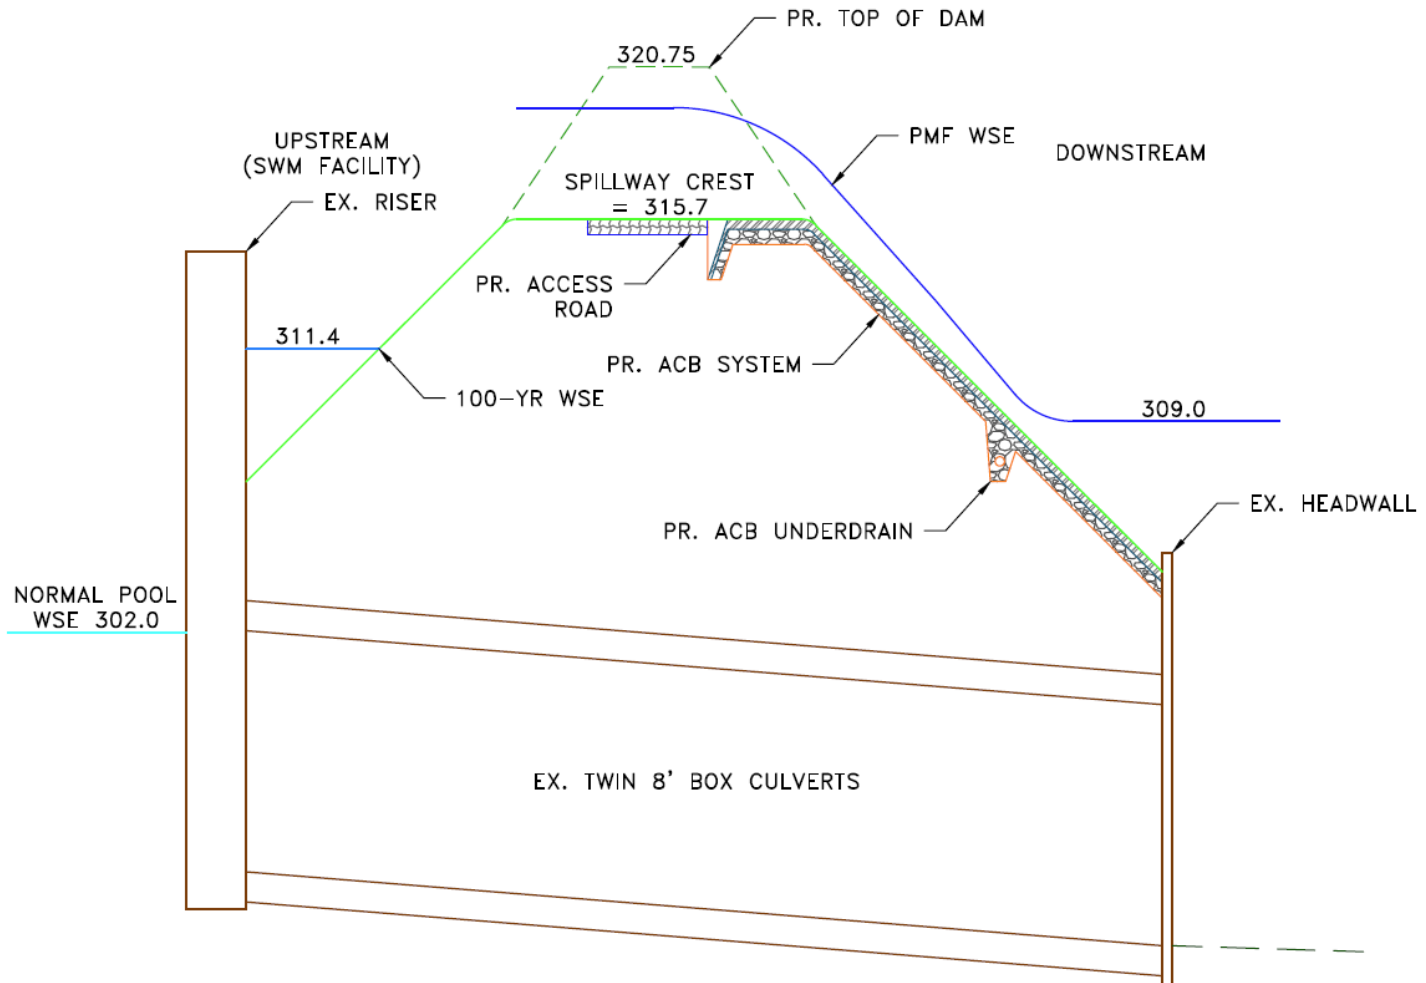 PR. TOP OF DAM
320.75
PMF WSE
UPSTREAM
(SWM FACILITY)
DOWNSTREAM
EX. RISER
SPILLWAY CREST
= 315.7
PR. ACCESS
ROAD
311.4
PR. ACB SYSTEM
100-YR WSE
309.0
EX. HEADWALL
PR. ACB UNDERDRAIN
NORMAL POOL
WSE 302.0
EX. TWIN 8' BOX CULVERTS